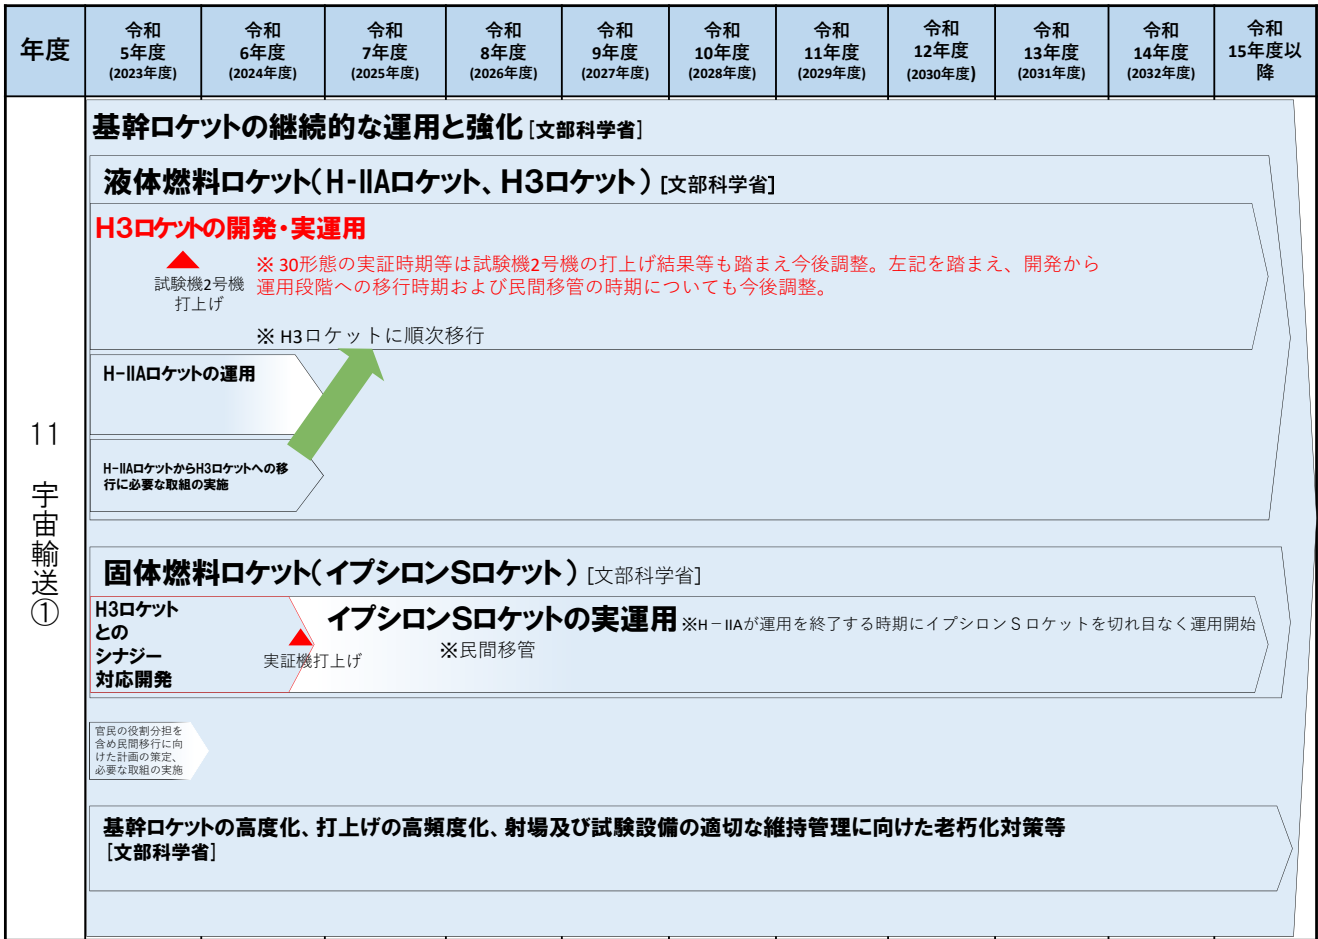 年度
令和
5年度
(2023年度)
令和
6年度
(2024年度)
令和
7年度
(2025年度)
令和
8年度
(2026年度)
令和
9年度
(2027年度)
令和
10年度
(2028年度)
令和
11年度
(2029年度)
令和
12年度
(2030年度)
令和
13年度
(2031年度)
令和
14年度
(2032年度)
令和
15年度以
降
11 宇宙輸送①
基幹ロケットの継続的な運用と強化 [文部科学省]
液体燃料ロケット(H-IIAロケット、H3ロケット) [文部科学省]
H3ロケットの開発・実運用
試験機2号機
打上げ
※ 30形態の実証時期等は試験機2号機の打上げ結果等も踏まえ今後調整。左記を踏まえ、開発から
運用段階への移行時期および民間移管の時期についても今後調整。
※ H3ロケットに順次移行
H-IIAロケットの運用
H-IIAロケットからH3ロケットへの移
行に必要な取組の実施
固体燃料ロケット(イプシロンSロケット) [文部科学省]
H3ロケット
との
シナジー
対応開発
実証機打上げ
イプシロンSロケットの実運用 ※H-IIAが運用を終了する時期にイプシロンSロケットを切れ目なく運用開始
※民間移管
官民の役割分担を
含め民間移行に向
けた計画の策定、
必要な取組の実施
基幹ロケットの高度化、打上げの高頻度化、射場及び試験設備の適切な維持管理に向けた老朽化対策等
[文部科学省]